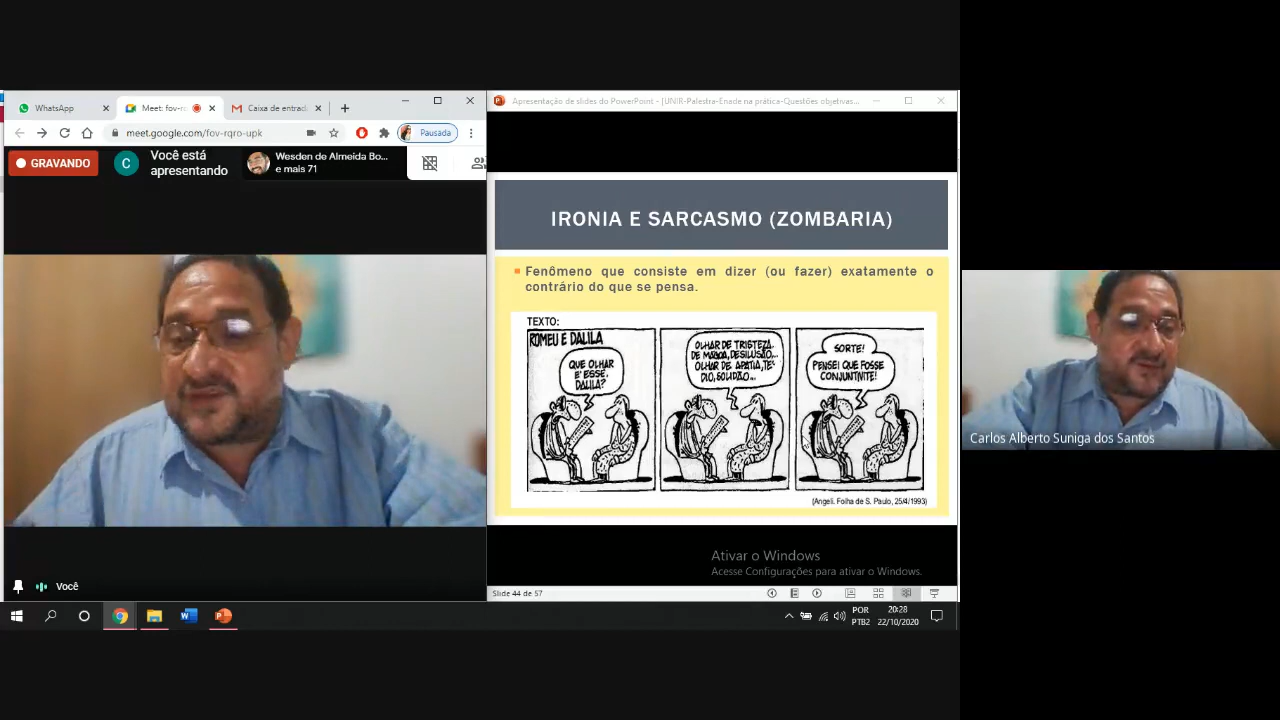 WhatsApp
Meet: fov-r
Caixa de entrad
meet.google.com/fov-rqro-upk
Pausada
GRAVANDO
C
Você está
apresentando
Wesden de Almeida Bo...
e mais 71
Você
Apresentação de slides do PowerPoint - [UNIR-Palestra-Enade na prática-Questões objetivas...
IRONIA E SARCASMO (ZOMBARIA)
Fenômeno que consiste em dizer (ou fazer) exatamente o
contrário do que se pensa.
TEXTO:
ROMEU E DALILA
QUE OLHAR
É ESSE,
DALILA?
OLHAR DE TRISTEZA,
DE MÁGOA, DESILUSÃO...
OLHAR DE APATIA, TÉ-
DIO, SOLIDÃO...
SORTE!
PENSEI QUE FOSSE
CONJUNTIVITE!
(Angeli. Folha de S. Paulo, 25/4/1993)
Ativar o Windows
Acesse Configurações para ativar o Windows.
Slide 44 de 57
POR
PTB2
20:28
22/10/2020
Carlos Alberto Suniga dos Santos